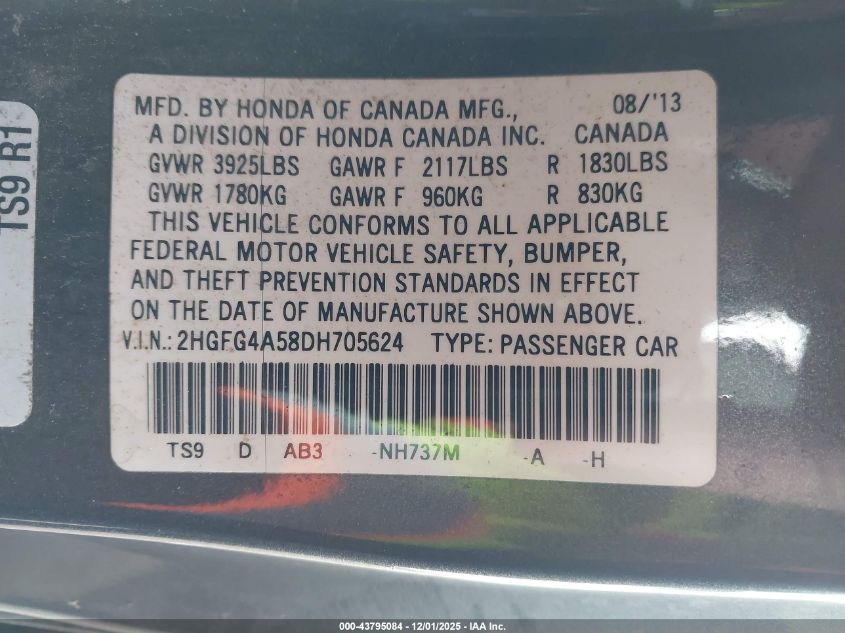 TS9 R1
MFD. BY HONDA OF CANADA MFG., 08/'13
A DIVISION OF HONDA CANADA INC. CANADA
GVWR 3925LBS GAWR F 2117LBS R 1830LBS
GVWR 1780KG GAWR F 960KG R 830KG
THIS VEHICLE CONFORMS TO ALL APPLICABLE
FEDERAL MOTOR VEHICLE SAFETY, BUMPER,
AND THEFT PREVENTION STANDARDS IN EFFECT
ON THE DATE OF MANUFACTURE SHOWN ABOVE.
V.I.N.: 2HGFG4A58DH705624 TYPE: PASSENGER CAR
TS9 D AB3 -NH737M -A -H
000-43795084 - 12/01/2025 - IAA Inc.